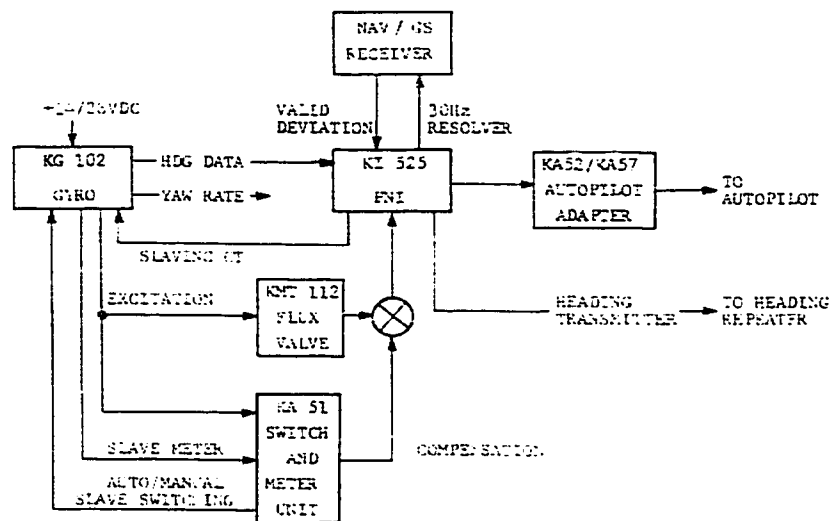 NAV / GS
RECEIVER
+14/28VDC
VALID
DEVIATION
30Hz
RESOLVER
KG 102
GYRO
HDG DATA
YAW RATE
KI 525
PNI
KA52/KA57
AUTOPILOT
ADAPTER
TO
AUTOPILOT
SLAVING CT
EXCITATION
KMT 112
FLUX
VALVE
HEADING
TRANSMITTER
TO HEADING
REPEATER
KA 51
SWITCH
AND
METER
UNIT
SLAVE METER
COMPENSATION
AUTO/MANUAL
SLAVE SWITCHING